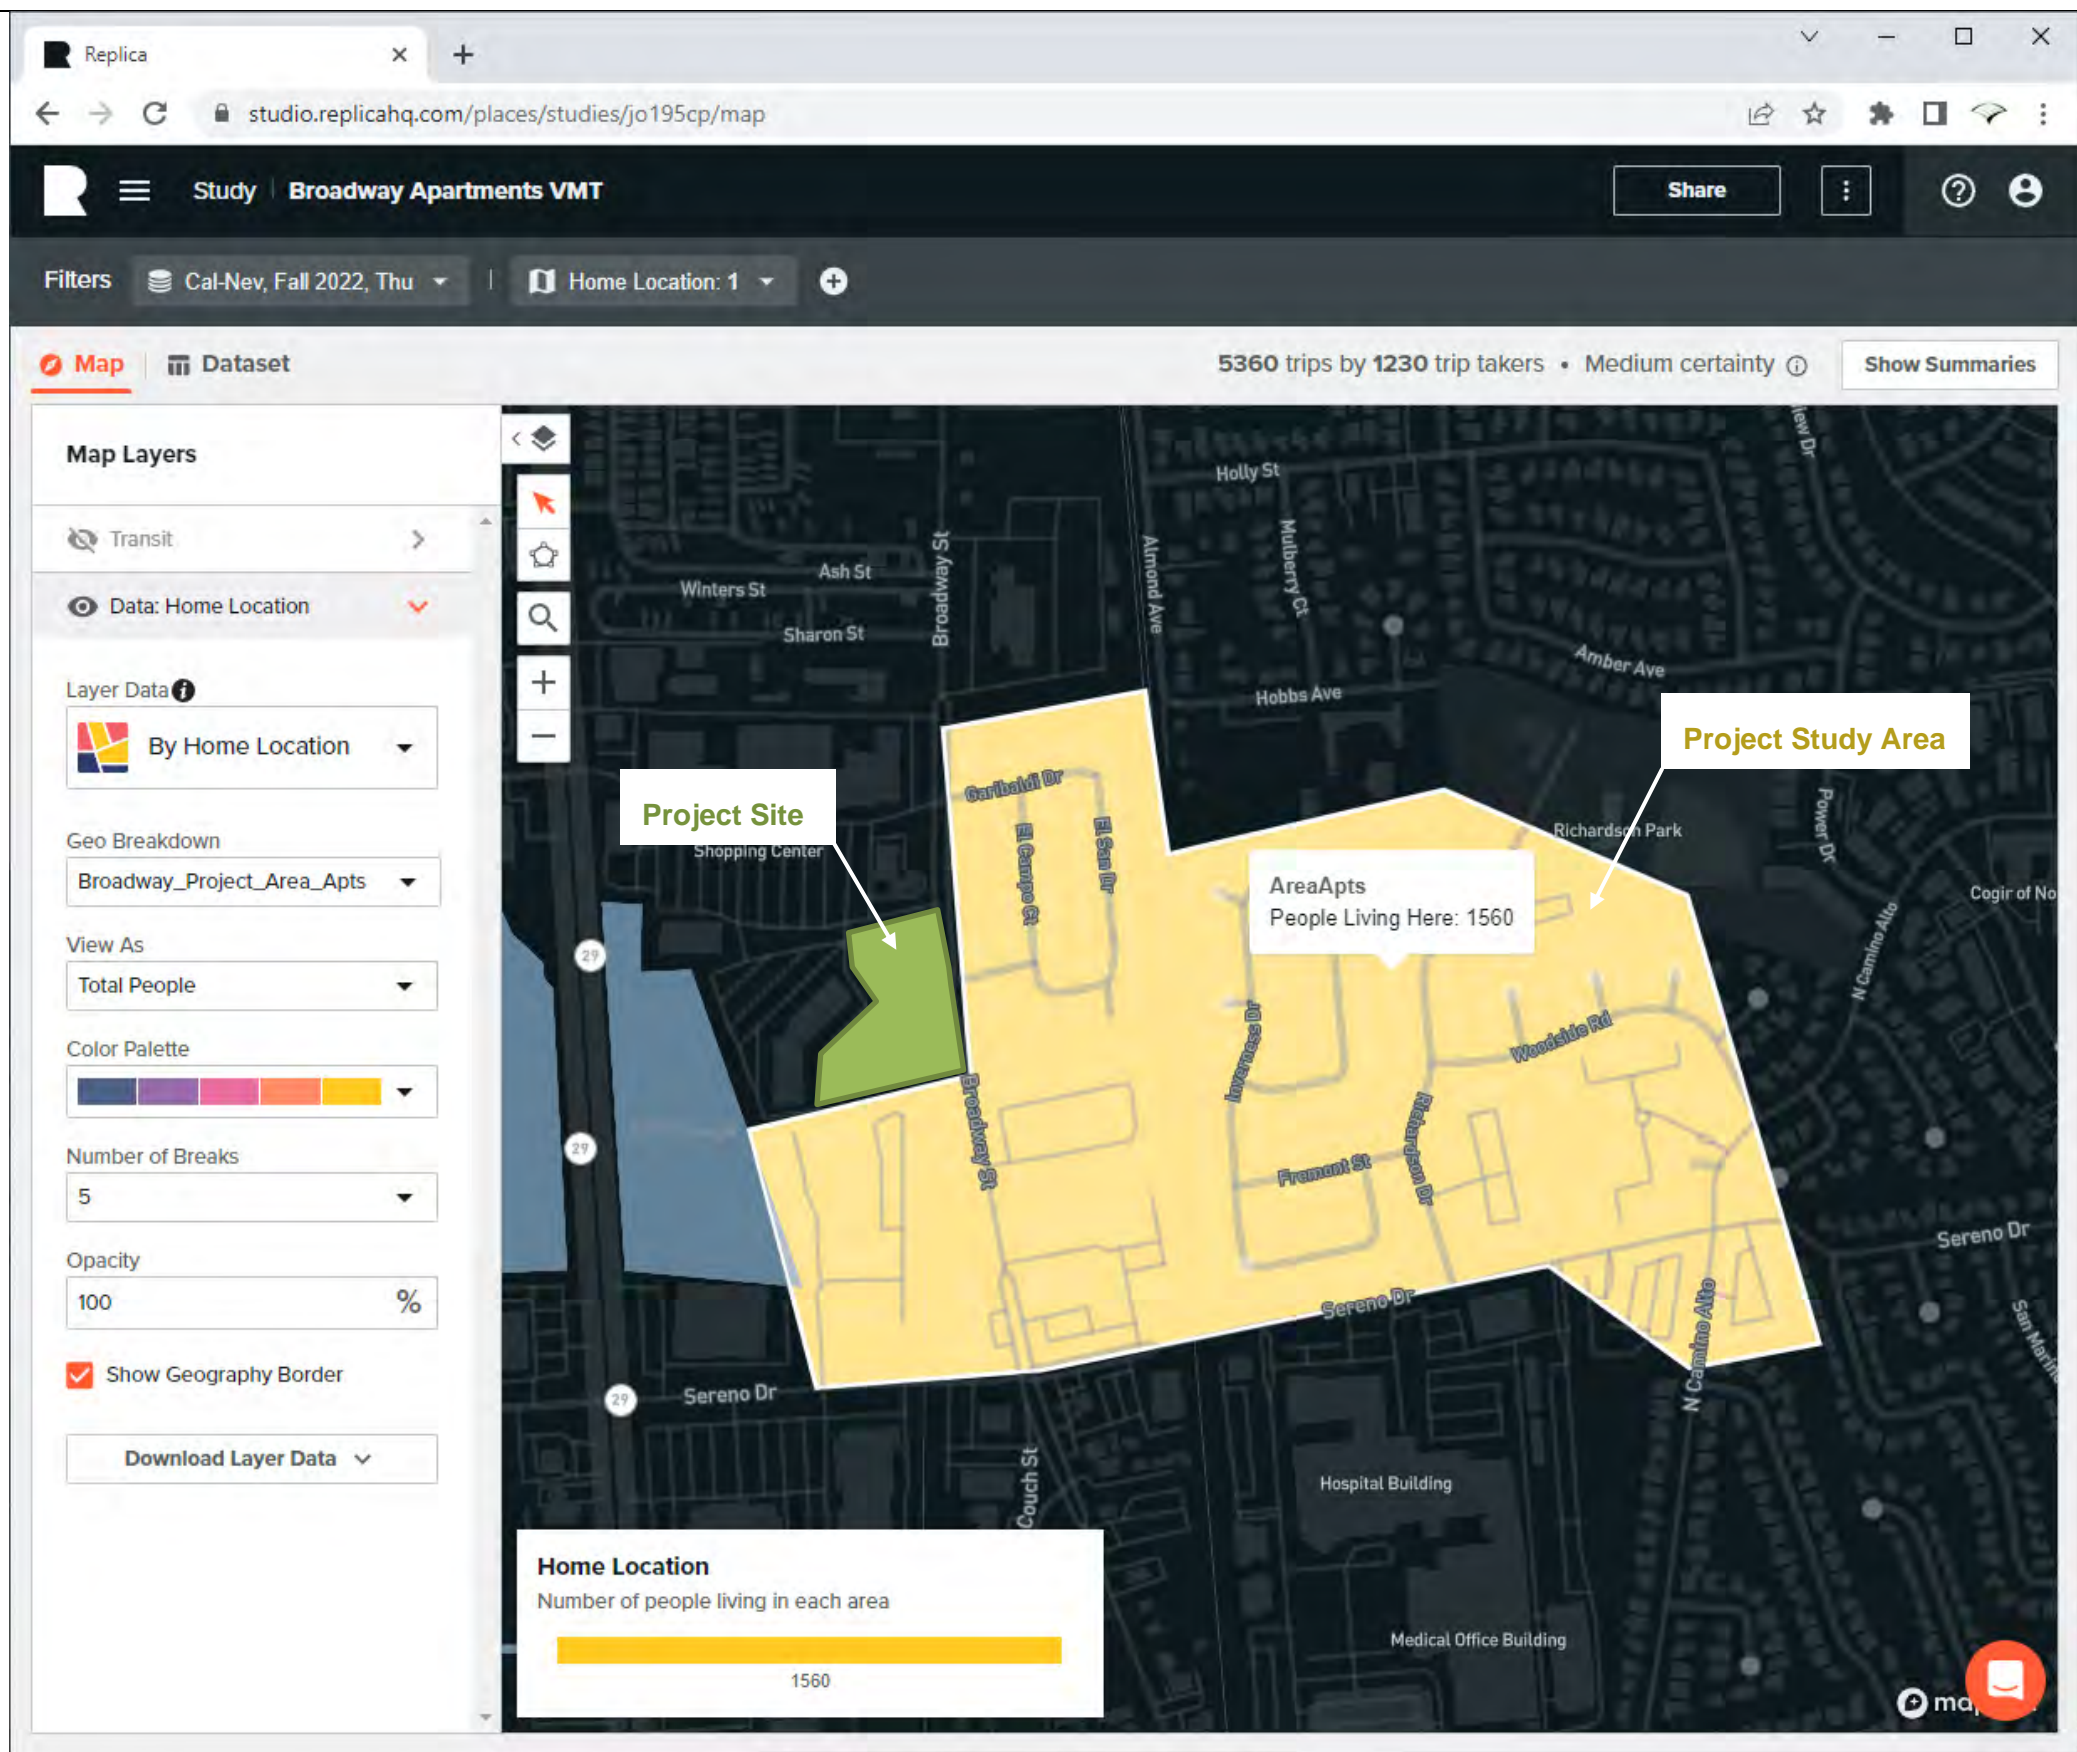 Replica
studio.replicahq.com/places/studies/jo195cp/map
Study Broadway Apartments VMT
Share
Filters
Cal-Nev, Fall 2022, Thu
Home Location: 1
Map
Dataset
5360 trips by 1230 trip takers • Medium certainty
Show Summaries
Map Layers
Transit
Data: Home Location
Layer Data
By Home Location
Geo Breakdown
Broadway_Project_Area_Apts
View As
Total People
Color Palette
Number of Breaks
5
Opacity
100 %
Show Geography Border
Download Layer Data
iew Dr
Holly St
Mulberry Ct
Almond Ave
Broadway St
Ash St
Winters St
Sharon St
Amber Ave
Hobbs Ave
Project Study Area
Project Site
Shopping Center
Garibaldi Dr
El Campo Ct
El San Dr
Richardson Park
Power Dr
Cogir of No
AreaApts
People Living Here: 1560
N Camino Alto
29
Inverness Dr
Woodside Rd
Broadway St
29
Fremont St
Richardson Dr
Sereno Dr
Sereno Dr
N Camino Alto
San Marin
29
Sereno Dr
Couch St
Hospital Building
Medical Office Building
Home Location
Number of people living in each area
1560
ma